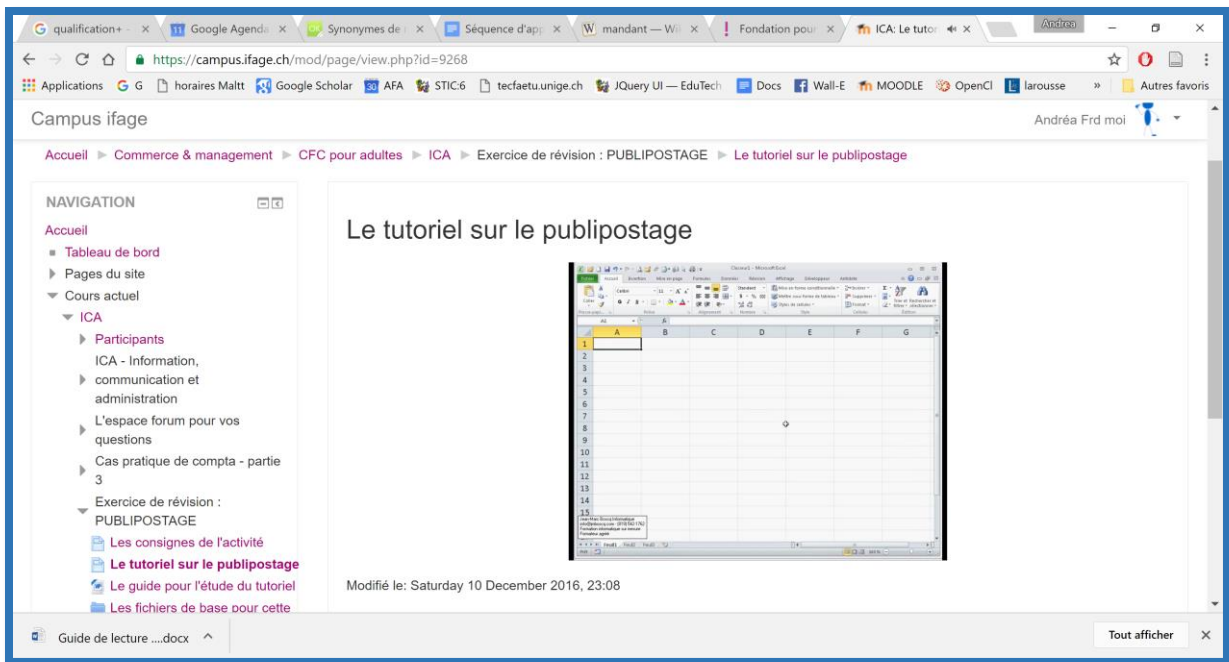 qualification+ -
Google Agenda
Synonymes de
Séquence d'app
mandant — Wi
Fondation pour
ICA: Le tutor
Andrea
https://campus.ifage.ch/mod/page/view.php?id=9268
Applications G G horaires Maltt Google Scholar AFA STIC:6 tecfaetu.unige.ch JQuery UI — EduTech Docs Wall-E MOODLE OpenCl larousse » Autres favoris
Campus ifage
Andréa Frd moi
Accueil Commerce & management CFC pour adultes ICA Exercice de révision : PUBLIPOSTAGE Le tutoriel sur le publipostage
NAVIGATION
Accueil
Tableau de bord
Pages du site
Cours actuel
ICA
Participants
ICA - Information,
communication et
administration
L'espace forum pour vos
questions
Cas pratique de compta - partie
3
Exercice de révision :
PUBLIPOSTAGE
Les consignes de l'activité
Le tutoriel sur le publipostage
Le guide pour l'étude du tutoriel
Les fichiers de base pour cette
Le tutoriel sur le publipostage
A B C D E F G
1
2
3
4
5
6
7
8
9
10
11
12
13
14
15
Modifié le: Saturday 10 December 2016, 23:08
Guide de lecture ....docx
Tout afficher